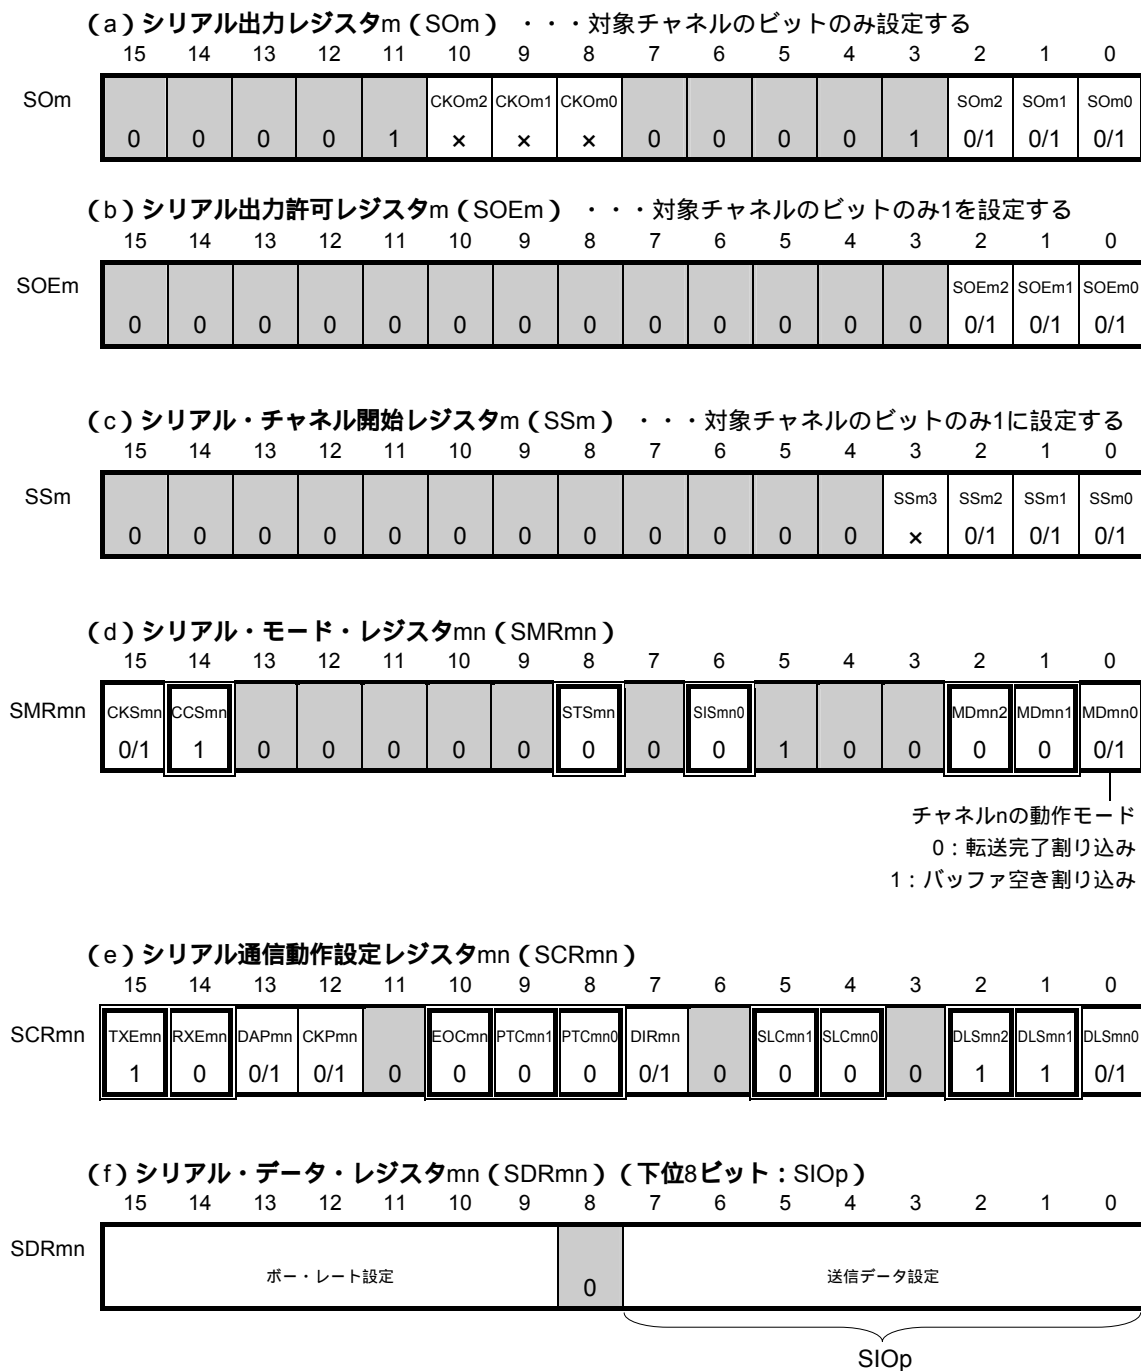 （a）シリアル出力レジスタm（SOm） ・・・対象チャネルのビットのみ設定する
15 14 13 12 11 10 9 8 7 6 5 4 3 2 1 0
SOm
CKOm2 CKOm1 CKOm0 SOm2 SOm1 SOm0
0 0 0 0 1 × × × 0 0 0 0 1 0/1 0/1 0/1
（b）シリアル出力許可レジスタm（SOEm） ・・・対象チャネルのビットのみ1を設定する
15 14 13 12 11 10 9 8 7 6 5 4 3 2 1 0
SOEm
SOEm2 SOEm1 SOEm0
0 0 0 0 0 0 0 0 0 0 0 0 0 0/1 0/1 0/1
（c）シリアル・チャネル開始レジスタm（SSm） ・・・対象チャネルのビットのみ1に設定する
15 14 13 12 11 10 9 8 7 6 5 4 3 2 1 0
SSm
SSm3 SSm2 SSm1 SSm0
0 0 0 0 0 0 0 0 0 0 0 0 × 0/1 0/1 0/1
（d）シリアル・モード・レジスタmn（SMRmn）
15 14 13 12 11 10 9 8 7 6 5 4 3 2 1 0
SMRmn
CKSmn CCSmn STSmn SISmn0 MDmn2 MDmn1 MDmn0
0/1 1 0 0 0 0 0 0 0 0 1 0 0 0 0 0/1
チャネルnの動作モード
0：転送完了割り込み
1：バッファ空き割り込み
（e）シリアル通信動作設定レジスタmn（SCRmn）
15 14 13 12 11 10 9 8 7 6 5 4 3 2 1 0
SCRmn
TXEmn RXEmn DAPmn CKPmn EOCmn PTCmn1 PTCmn0 DIRmn SLCmn1 SLCmn0 DLSmn2 DLSmn1 DLSmn0
1 0 0/1 0/1 0 0 0 0 0/1 0 0 0 0 1 1 0/1
（f）シリアル・データ・レジスタmn（SDRmn）（下位8ビット：SIOp）
15 14 13 12 11 10 9 8 7 6 5 4 3 2 1 0
SDRmn
ボー・レート設定 0 送信データ設定
SIOp